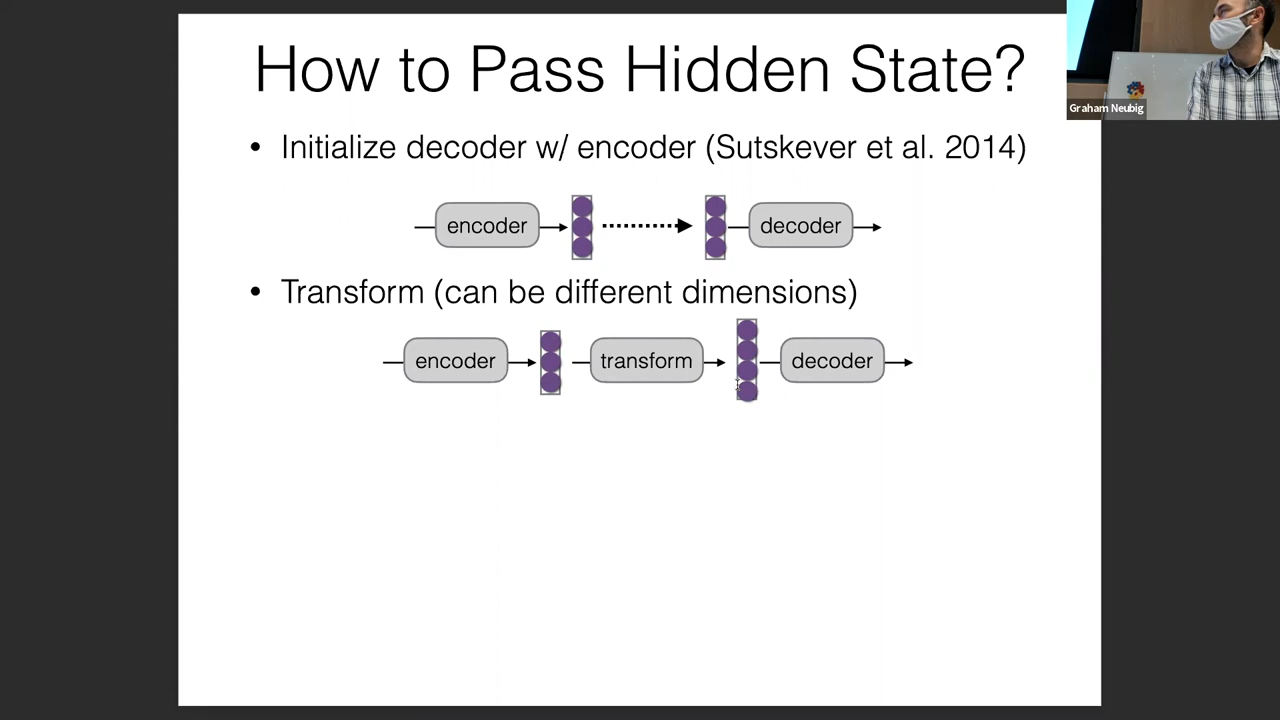 How to Pass Hidden State?
• Initialize decoder w/ encoder (Sutskever et al. 2014)
encoder decoder
• Transform (can be different dimensions)
encoder transform decoder
Graham Neubig